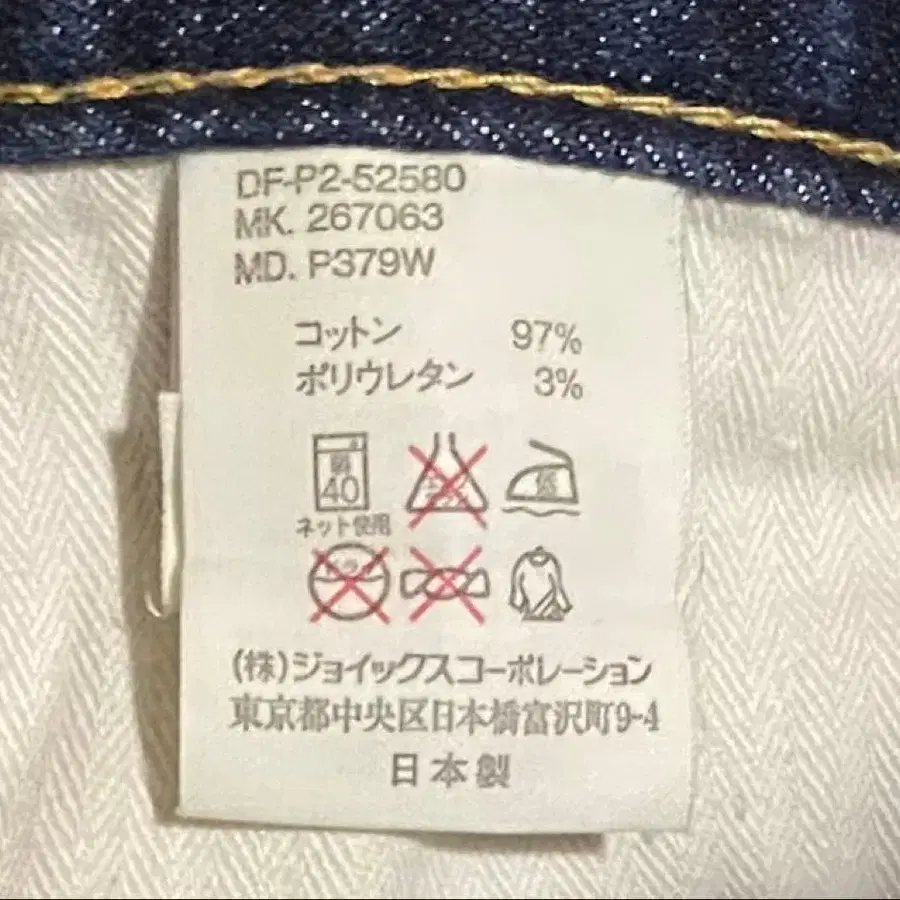 DF-P2-52580
MK. 267063
MD. P379W
コットン 97%
ポリウレタン 3%
弱 40
ネット使用
低
(株)ジョイックスコーポレーション
東京都中央区日本橋富沢町9-4
日本製